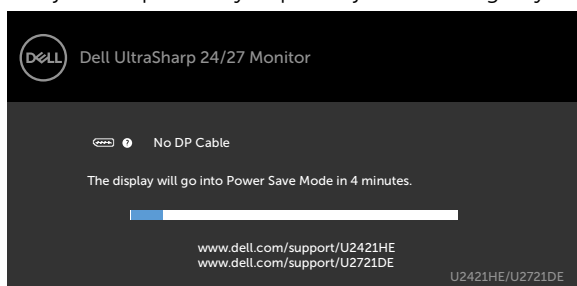 DELL
Dell UltraSharp 24/27 Monitor
? No DP Cable
The display will go into Power Save Mode in 4 minutes.
www.dell.com/support/U2421HE
www.dell.com/support/U2721DE
U2421HE/U2721DE